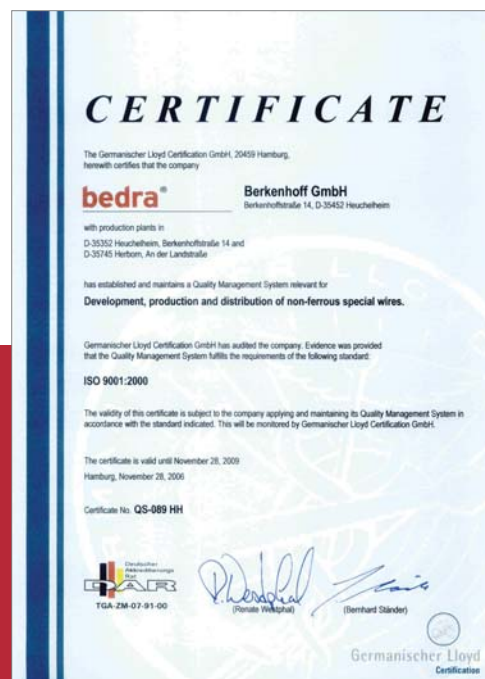 CERTIFICATE
The Germanischer Lloyd Certification GmbH, 20459 Hamburg,
herewith certifies that the company
bedra®
Berkenhoff GmbH
Berkenhoffstraße 14, D-35452 Heuchelheim
with production plants in
D-35352 Heuchelheim, Berkenhoffstraße 14 and
D-35745 Herborn, An der Landstraße
has established and maintains a Quality Management System relevant for
Development, production and distribution of non-ferrous special wires.
Germanischer Lloyd Certification GmbH has audited the company. Evidence was provided
that the Quality Management System fulfills the requirements of the following standard:
ISO 9001:2000
The validity of this certificate is subject to the company applying and maintaining its Quality Management System in
accordance with the standard indicated. This will be monitored by Germanischer Lloyd Certification GmbH.
The certificate is valid until November 28, 2009
Hamburg, November 28, 2006
Certificate No. QS-089 HH
Deutscher
Akkreditierungs
Rat
DAR
TGA-ZM-07-91-00
(Renate Westphal)
(Bernhard Ständer)
Germanischer Lloyd
Certification